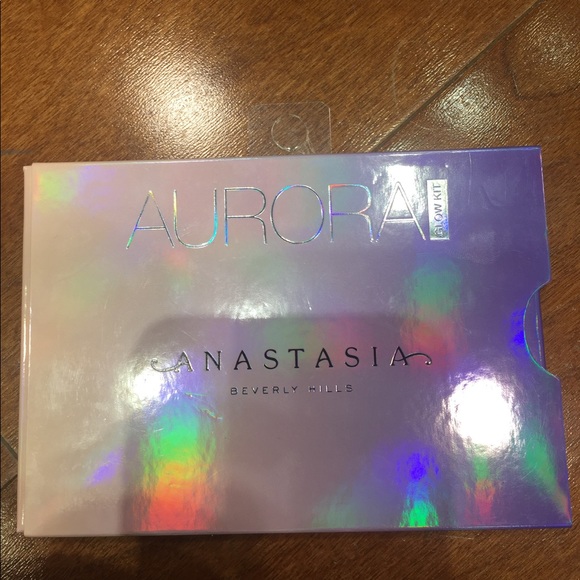 AURORA
GLOW KIT
ANASTASIA
BEVERLY HILLS